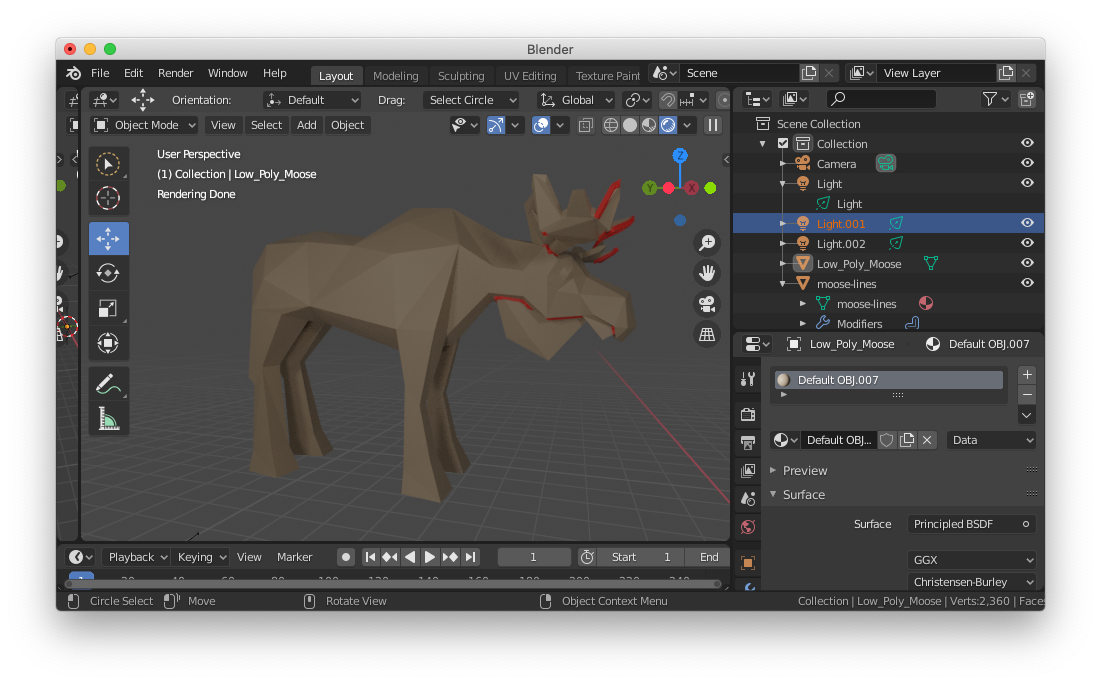 Blender
File Edit Render Window Help Layout Modeling Sculpting UV Editing Texture Paint Scene View Layer
Orientation: Default Drag: Select Circle Global
Object Mode View Select Add Object
User Perspective
(1) Collection | Low_Poly_Moose
Rendering Done
Z
Y X
Scene Collection
Collection
Camera
Light
Light
Light.001
Light.002
Low_Poly_Moose
moose-lines
moose-lines
Modifiers
Low_Poly_Moose Default OBJ.007
Default OBJ.007
Default OBJ... Data
Preview
Surface
Surface Principled BSDF
GGX
Christensen-Burley
Playback Keying View Marker 1 Start 1 End
1 20 40 60 80 100 120 140 160 180 200 220 240
Circle Select Move Rotate View Object Context Menu Collection | Low_Poly_Moose | Verts:2,360 | Faces